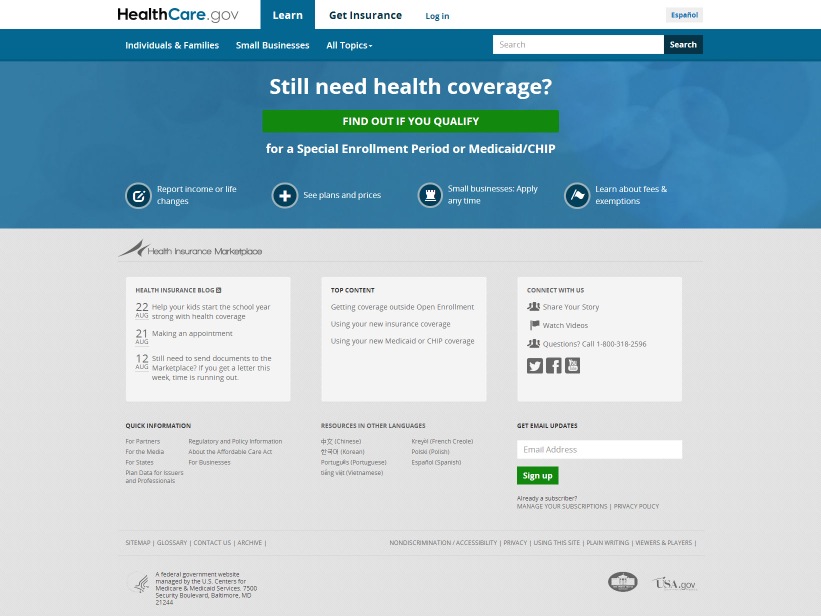 HealthCare.gov Learn Get Insurance Log in Español
Individuals & Families Small Businesses All Topics Search Search
Still need health coverage?
FIND OUT IF YOU QUALIFY
for a Special Enrollment Period or Medicaid/CHIP
Report income or life
changes
See plans and prices
Small businesses: Apply
any time
Learn about fees &
exemptions
Health Insurance Marketplace
HEALTH INSURANCE BLOG
22 AUG Help your kids start the school year
strong with health coverage
21 AUG Making an appointment
12 AUG Still need to send documents to the
Marketplace? If you get a letter this
week, time is running out.
TOP CONTENT
Getting coverage outside Open Enrollment
Using your new insurance coverage
Using your new Medicaid or CHIP coverage
CONNECT WITH US
Share Your Story
Watch Videos
Questions? Call 1-800-318-2596
You Tube
QUICK INFORMATION
For Partners
For the Media
For States
Plan Data for Issuers
and Professionals
Regulatory and Policy Information
About the Affordable Care Act
For Businesses
RESOURCES IN OTHER LANGUAGES
中文 (Chinese)
한국어 (Korean)
Português (Portuguese)
tiếng việt (Vietnamese)
Kreyòl (French Creole)
Polski (Polish)
Español (Spanish)
GET EMAIL UPDATES
Email Address
Sign up
Already a subscriber?
MANAGE YOUR SUBSCRIPTIONS | PRIVACY POLICY
SITEMAP | GLOSSARY | CONTACT US | ARCHIVE |
NONDISCRIMINATION / ACCESSIBILITY | PRIVACY | USING THIS SITE | PLAIN WRITING | VIEWERS & PLAYERS |
A federal government website
managed by the U.S. Centers for
Medicare & Medicaid Services. 7500
Security Boulevard, Baltimore, MD
21244
USA.gov